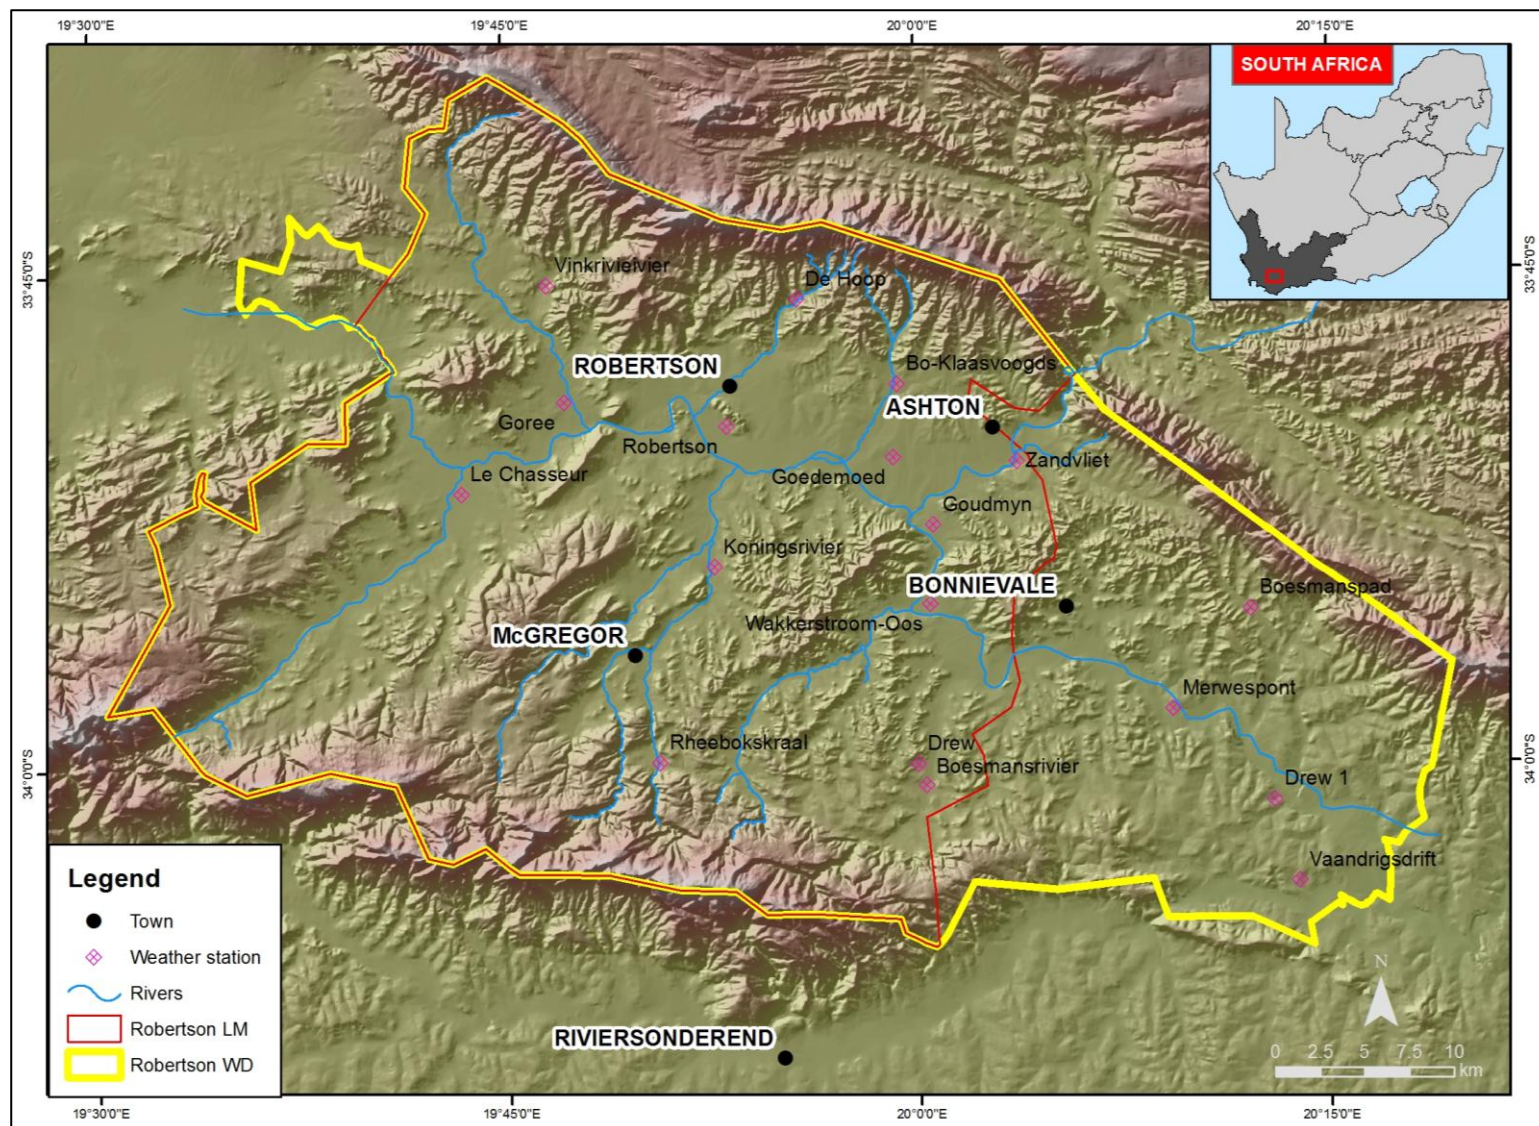 19°30'0"E
19°45'0"E
20°0'0"E
20°15'0"E
SOUTH AFRICA
33°45'0"S
33°45'0"S
Vinkrivieivier
De Hoop
ROBERTSON
Bo-Klaasvoogds
ASHTON
Goree
Robertson
Le Chasseur
Goedemoed
Zandvliet
Goudmyn
Koningsrivier
BONNIEVALE
Boesmanspad
Wakkerstroom-Oos
McGREGOR
Merwespont
Rheebokskraal
Drew
Boesmansrivier
Drew 1
34°0'0"S
34°0'0"S
Vaandrigsdrift
Legend
Town
Weather station
Rivers
Robertson LM
Robertson WD
RIVIERSONDEREND
N
0 2.5 5 7.5 10
km
19°30'0"E
19°45'0"E
20°0'0"E
20°15'0"E